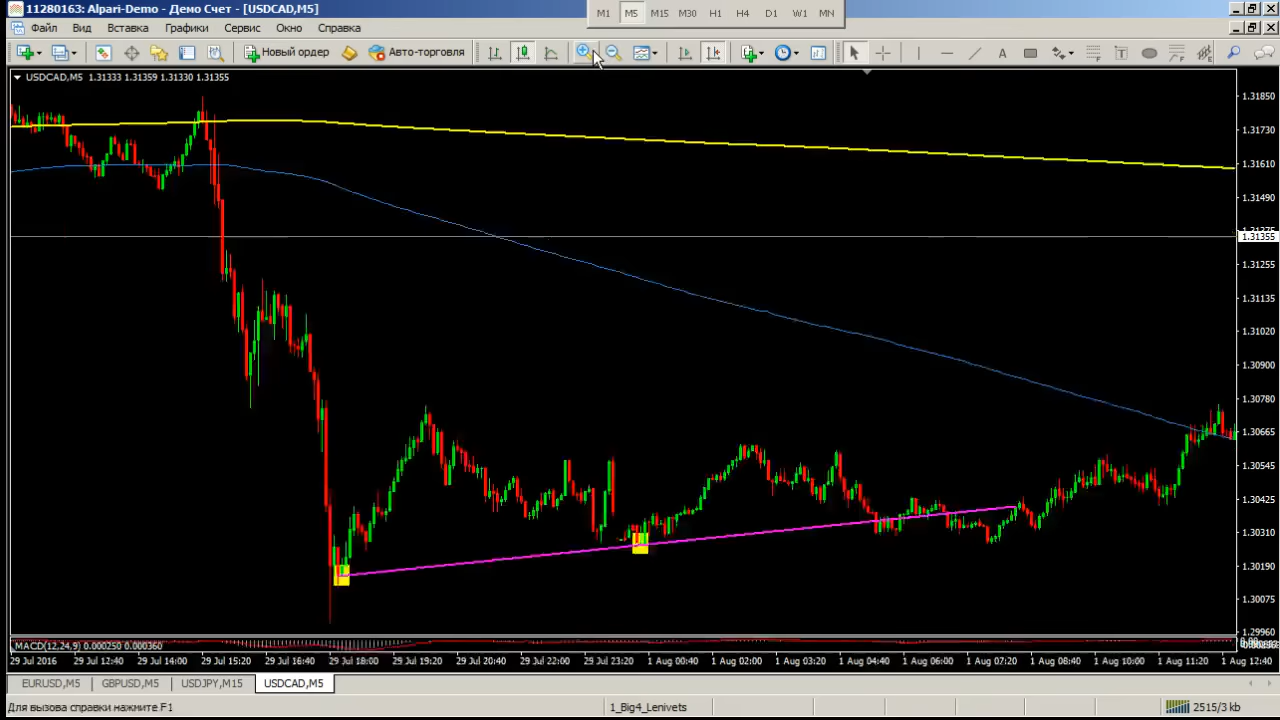 11280163: Alpari-Demo - Демо Счет - [USDCAD,M5]
M1 M5 M15 M30 H1 H4 D1 W1 MN
Файл Вид Вставка Графики Сервис Окно Справка
Новый ордер Авто-торговля
USDCAD,M5 1.31333 1.31359 1.31330 1.31355
1.31850
1.31730
1.31610
1.31490
1.31355
1.31255
1.31135
1.31020
1.30900
1.30780
1.30665
1.30545
1.30425
1.30310
1.30190
1.30075
1.29960
MACD(12,24,9) 0.000250 0.000360
29 Jul 2016 29 Jul 12:40 29 Jul 14:00 29 Jul 15:20 29 Jul 16:40 29 Jul 18:00 29 Jul 19:20 29 Jul 20:40 29 Jul 22:00 29 Jul 23:20 1 Aug 00:40 1 Aug 02:00 1 Aug 03:20 1 Aug 04:40 1 Aug 06:00 1 Aug 07:20 1 Aug 08:40 1 Aug 10:00 1 Aug 11:20 1 Aug 12:40
EURUSD,M5 GBPUSD,M5 USDJPY,M15 USDCAD,M5
Для вызова справки нажмите F1 1_Big4_Lenivets 2515/3 kb